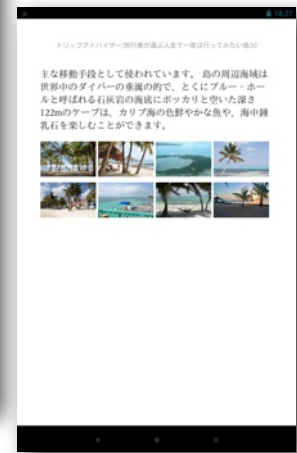 18:27
トリップアドバイザー:旅行者が選ぶ人生で一度は行ってみたい島30
主な移動手段として使われています。 島の周辺海域は
世界中のダイバーの垂涎の的で、とくにブルー・ホー
ルと呼ばれる石灰岩の海底にポッカリと空いた深さ
122mのケーブは、カリブ海の色鮮やかな魚や、海中鍾
乳石を楽しむことができます。